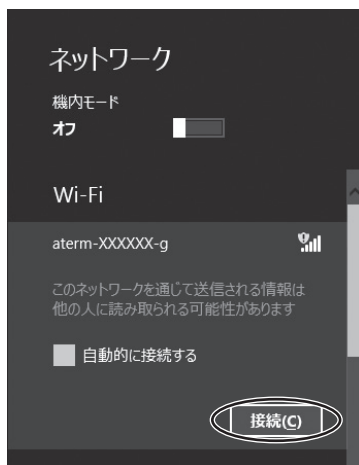 ネットワーク
機内モード
オフ
Wi-Fi
aterm-XXXXXX-g
このネットワークを通じて送信される情報は
他の人に読み取られる可能性があります
自動的に接続する
接続(C)